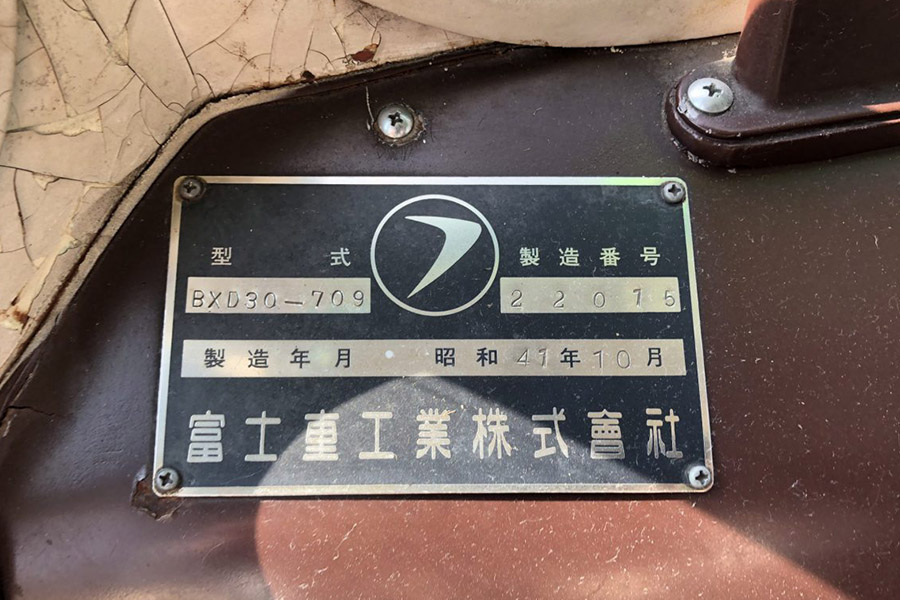 型式 製造番号
BXD30-709 22015
製造年月・昭和41年10月
富士重工業株式會社